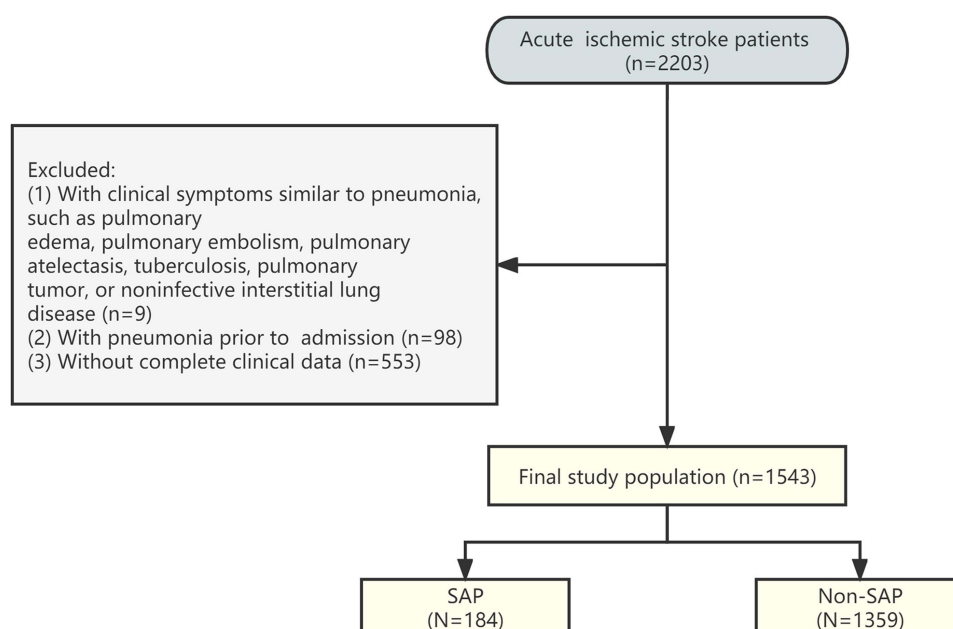 Acute  ischemic stroke patients
(n=2203)
Excluded:
(1) With clinical symptoms similar to pneumonia,
such as pulmonary
edema, pulmonary embolism, pulmonary
atelectasis, tuberculosis, pulmonary
tumor, or noninfective interstitial lung
disease (n=9)
(2) With pneumonia prior to  admission (n=98)
(3) Without complete clinical data (n=553)
Final study population (n=1543)
SAP
(N=184)
Non-SAP
(N=1359)